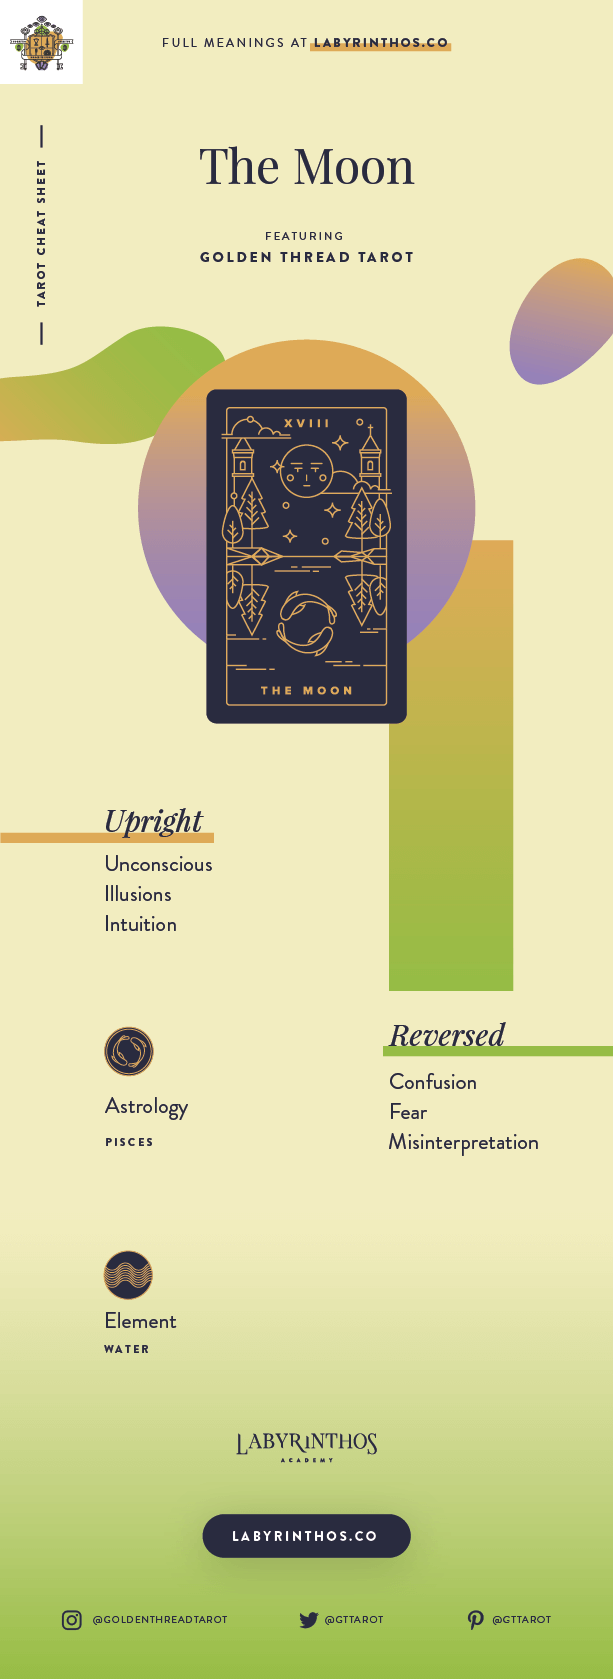 FULL MEANINGS AT LABYRINTHOS.CO
TAROT CHEAT SHEET
The Moon
FEATURING
GOLDEN THREAD TAROT
XVIII
THE MOON
Upright
Unconscious
Illusions
Intuition
Reversed
Confusion
Fear
Misinterpretation
Astrology
PISCES
Element
WATER
LABYRINTHOS
ACADEMY
LABYRINTHOS.CO
@GOLDENTHREADTAROT
@GTTAROT
@GTTAROT